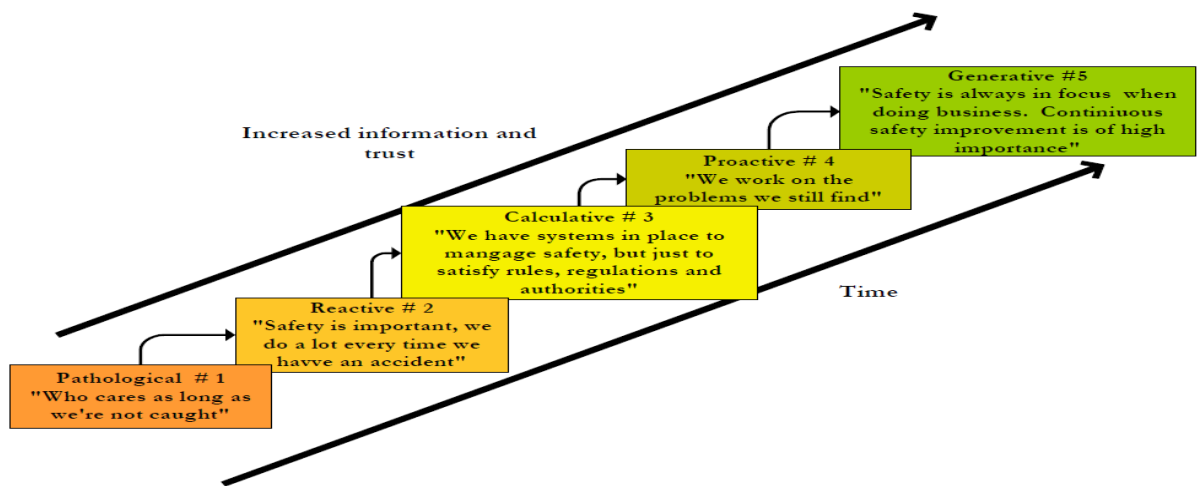 Generative #5
"Safety is always in focus when
doing business. Continiuous
safety improvement is of high
importance"
Increased information and
trust
Proactive # 4
"We work on the
problems we still find"
Calculative # 3
"We have systems in place to
mangage safety, but just to
satisfy rules, regulations and
authorities"
Time
Reactive # 2
"Safety is important, we
do a lot every time we
havve an accident"
Pathological # 1
"Who cares as long as
we're not caught"